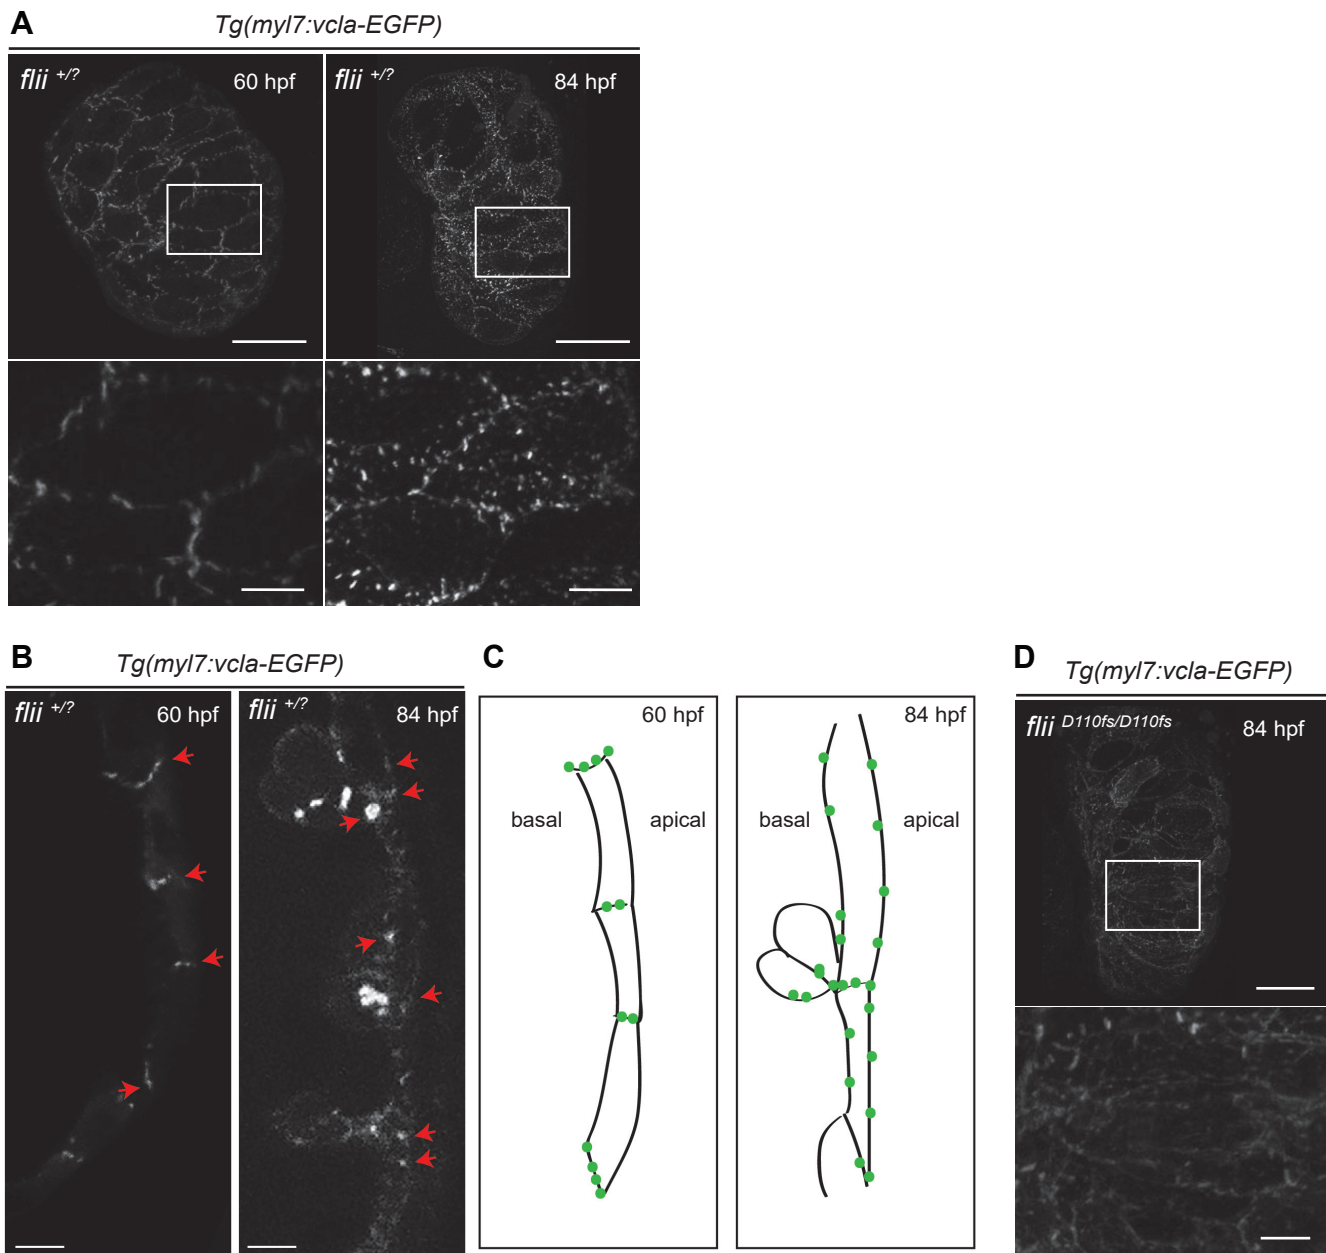 A
Tg(myl7:vcla-EGFP)
flii +/? 60 hpf
flii +/? 84 hpf
B
Tg(myl7:vcla-EGFP)
flii +/? 60 hpf
flii +/? 84 hpf
C
60 hpf
basal apical
84 hpf
basal apical
D
Tg(myl7:vcla-EGFP)
flii D110fs/D110fs 84 hpf